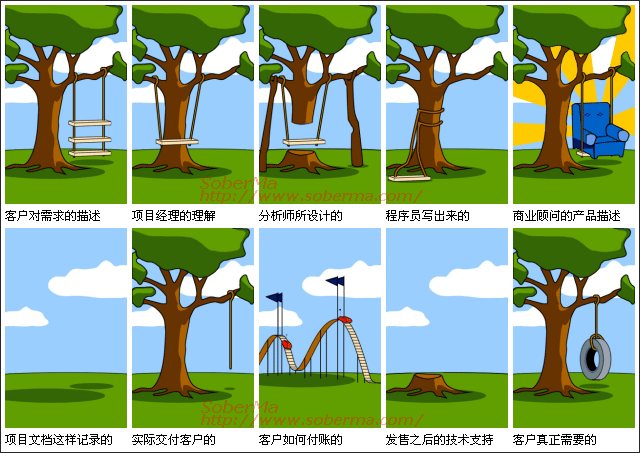 SoberMa
http://www.soberma.com/
客户对需求的描述
项目经理的理解
分析师所设计的
程序员写出来的
商业顾问的产品描述
SoberMa
http://www.soberma.com/
项目文档这样记录的
实际交付客户的
客户如何付账的
发售之后的技术支持
客户真正需要的